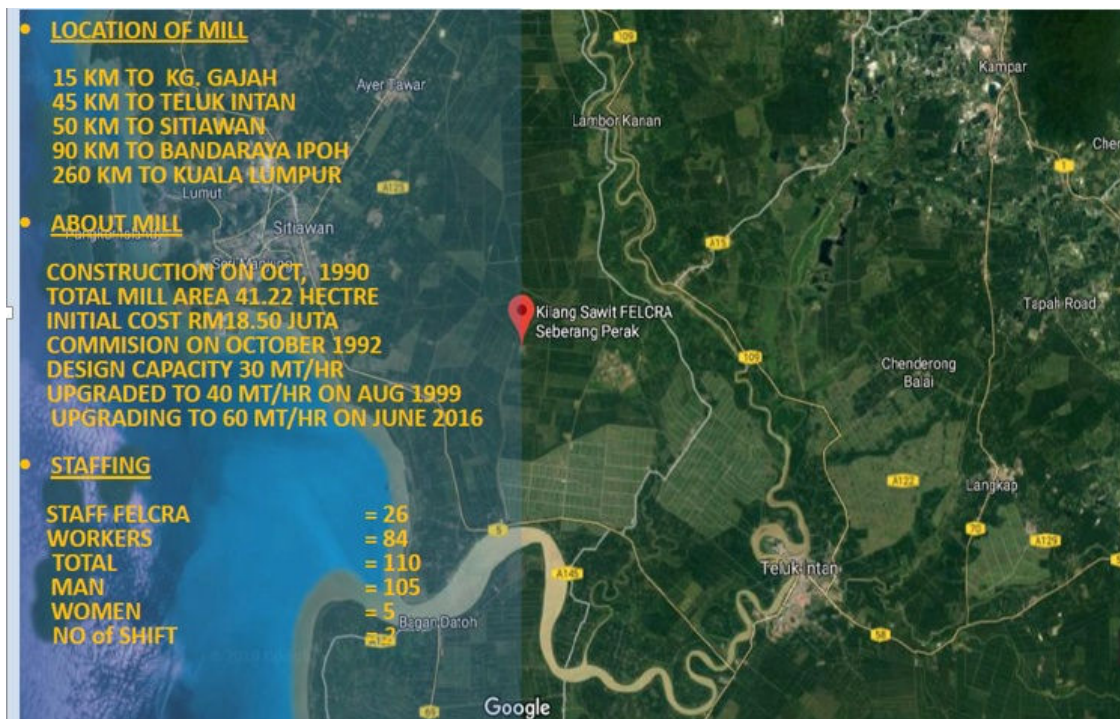 • LOCATION OF MILL
15 KM TO KG. GAJAH
45 KM TO TELUK INTAN
50 KM TO SITIAWAN
90 KM TO BANDARAYA IPOH
260 KM TO KUALA LUMPUR
• ABOUT MILL
CONSTRUCTION ON OCT, 1990
TOTAL MILL AREA 41.22 HECTRE
INITIAL COST RM18.50 JUTA
COMMISION ON OCTOBER 1992
DESIGN CAPACITY 30 MT/HR
UPGRADED TO 40 MT/HR ON AUG 1999
UPGRADING TO 60 MT/HR ON JUNE 2016
• STAFFING
STAFF FELCRA = 26
WORKERS = 84
TOTAL = 110
MAN = 105
WOMEN = 5
NO of SHIFT = 2
Ayer Tawar
A125
Lumut
Sitiawan
Bagan Datoh
5
69
A145
109
Lambor Kanan
A15
Kilang Sawit FELCRA
Seberang Perak
109
Kampar
1
Tapah Road
Chenderong
Balai
A122
Langkap
70
A129
Teluk Intan
58
Google